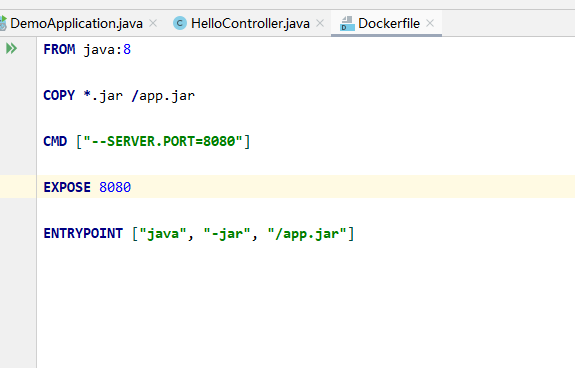 DemoApplication.java × HelloController.java × Dockerfile ×
FROM java:8
COPY *.jar /app.jar
CMD ["--SERVER.PORT=8080"]
EXPOSE 8080
ENTRYPOINT ["java", "-jar", "/app.jar"]